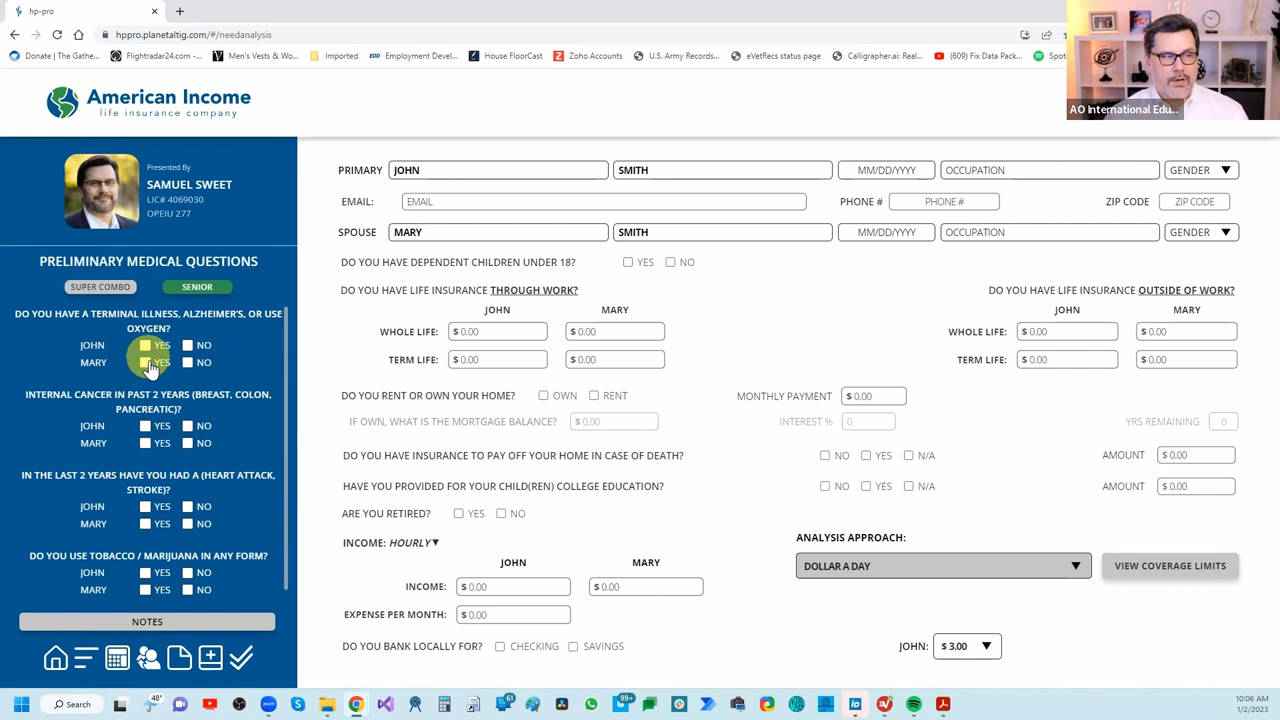 hp-pro
hppro.planetaltig.com/#/needanalysis
Donate | The Gathe...
Flightradar24.com -...
Men's Vests & Wo...
Imported
EDD
Employment Devel...
House FloorCast
Zoho Accounts
U.S. Army Records...
eVetRecs status page
Calligrapher.ai: Real...
(609) Fix Data Pack...
Spot
AO International Edu...
American Income
life insurance company
Presented By
SAMUEL SWEET
LIC# 4069030
OPEIU 277
PRELIMINARY MEDICAL QUESTIONS
SUPER COMBO
SENIOR
DO YOU HAVE A TERMINAL ILLNESS, ALZHEIMER'S, OR USE
OXYGEN?
JOHN YES NO
MARY YES NO
INTERNAL CANCER IN PAST 2 YEARS (BREAST, COLON,
PANCREATIC)?
JOHN YES NO
MARY YES NO
IN THE LAST 2 YEARS HAVE YOU HAD A (HEART ATTACK,
STROKE)?
JOHN YES NO
MARY YES NO
DO YOU USE TOBACCO / MARIJUANA IN ANY FORM?
JOHN YES NO
MARY YES NO
NOTES
PRIMARY JOHN SMITH MM/DD/YYYY OCCUPATION GENDER
EMAIL: EMAIL PHONE # PHONE # ZIP CODE ZIP CODE
SPOUSE MARY SMITH MM/DD/YYYY OCCUPATION GENDER
DO YOU HAVE DEPENDENT CHILDREN UNDER 18? YES NO
DO YOU HAVE LIFE INSURANCE THROUGH WORK?
JOHN MARY
WHOLE LIFE: $ 0.00 $ 0.00
TERM LIFE: $ 0.00 $ 0.00
DO YOU HAVE LIFE INSURANCE OUTSIDE OF WORK?
JOHN MARY
WHOLE LIFE: $ 0.00 $ 0.00
TERM LIFE: $ 0.00 $ 0.00
DO YOU RENT OR OWN YOUR HOME? OWN RENT MONTHLY PAYMENT $ 0.00
IF OWN, WHAT IS THE MORTGAGE BALANCE? $ 0.00 INTEREST % 0 YRS REMAINING 0
DO YOU HAVE INSURANCE TO PAY OFF YOUR HOME IN CASE OF DEATH? NO YES N/A AMOUNT $ 0.00
HAVE YOU PROVIDED FOR YOUR CHILD(REN) COLLEGE EDUCATION? NO YES N/A AMOUNT $ 0.00
ARE YOU RETIRED? YES NO
INCOME: HOURLY
JOHN MARY
INCOME: $ 0.00 $ 0.00
EXPENSE PER MONTH: $ 0.00
ANALYSIS APPROACH:
DOLLAR A DAY
VIEW COVERAGE LIMITS
DO YOU BANK LOCALLY FOR? CHECKING SAVINGS
JOHN: $ 3.00
Search
48°
61
99+
10:06 AM
1/2/2023